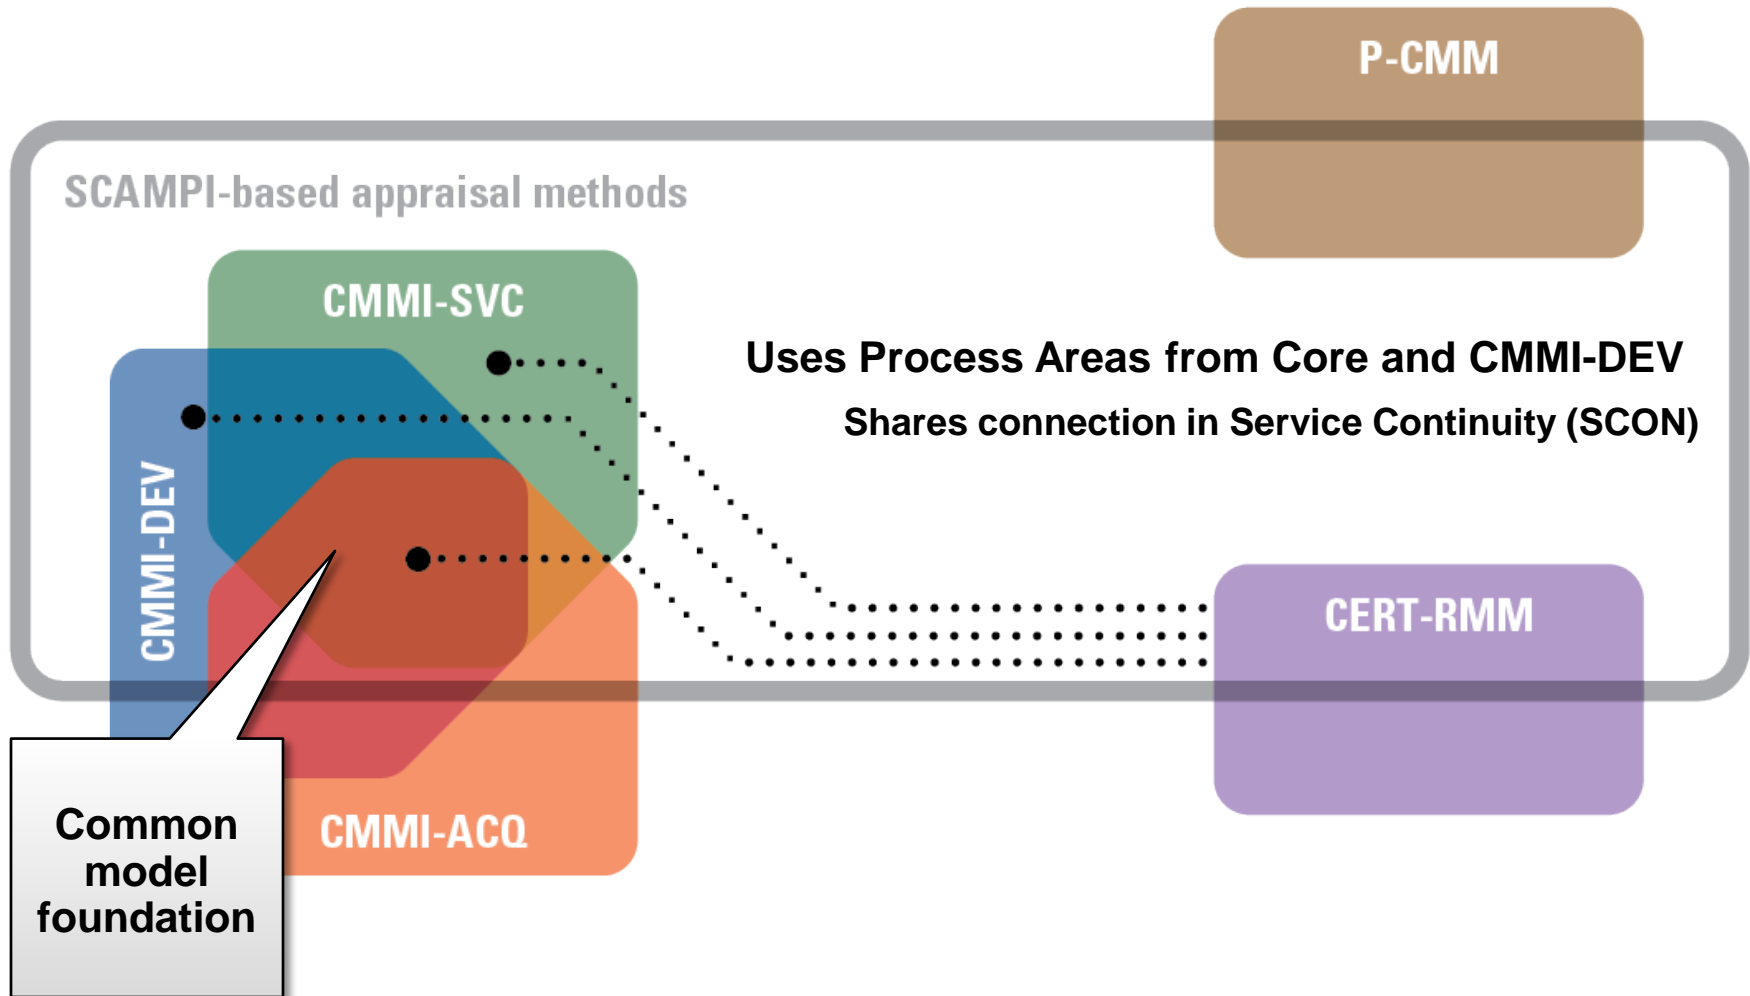 P-CMM
SCAMPI-based appraisal methods
CMMI-SVC
Uses Process Areas from Core and CMMI-DEV
Shares connection in Service Continuity (SCON)
CMMI-DEV
CERT-RMM
Common
model
foundation
CMMI-ACQ